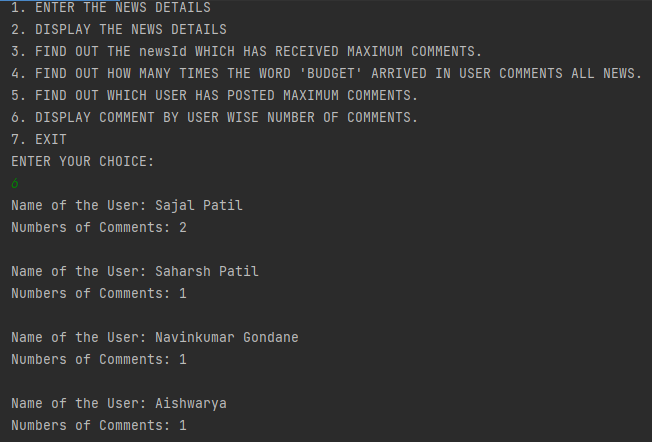 1. ENTER THE NEWS DETAILS
2. DISPLAY THE NEWS DETAILS
3. FIND OUT THE newsId WHICH HAS RECEIVED MAXIMUM COMMENTS.
4. FIND OUT HOW MANY TIMES THE WORD 'BUDGET' ARRIVED IN USER COMMENTS ALL NEWS.
5. FIND OUT WHICH USER HAS POSTED MAXIMUM COMMENTS.
6. DISPLAY COMMENT BY USER WISE NUMBER OF COMMENTS.
7. EXIT
ENTER YOUR CHOICE:
6
Name of the User: Sajal Patil
Numbers of Comments: 2
Name of the User: Saharsh Patil
Numbers of Comments: 1
Name of the User: Navinkumar Gondane
Numbers of Comments: 1
Name of the User: Aishwarya
Numbers of Comments: 1